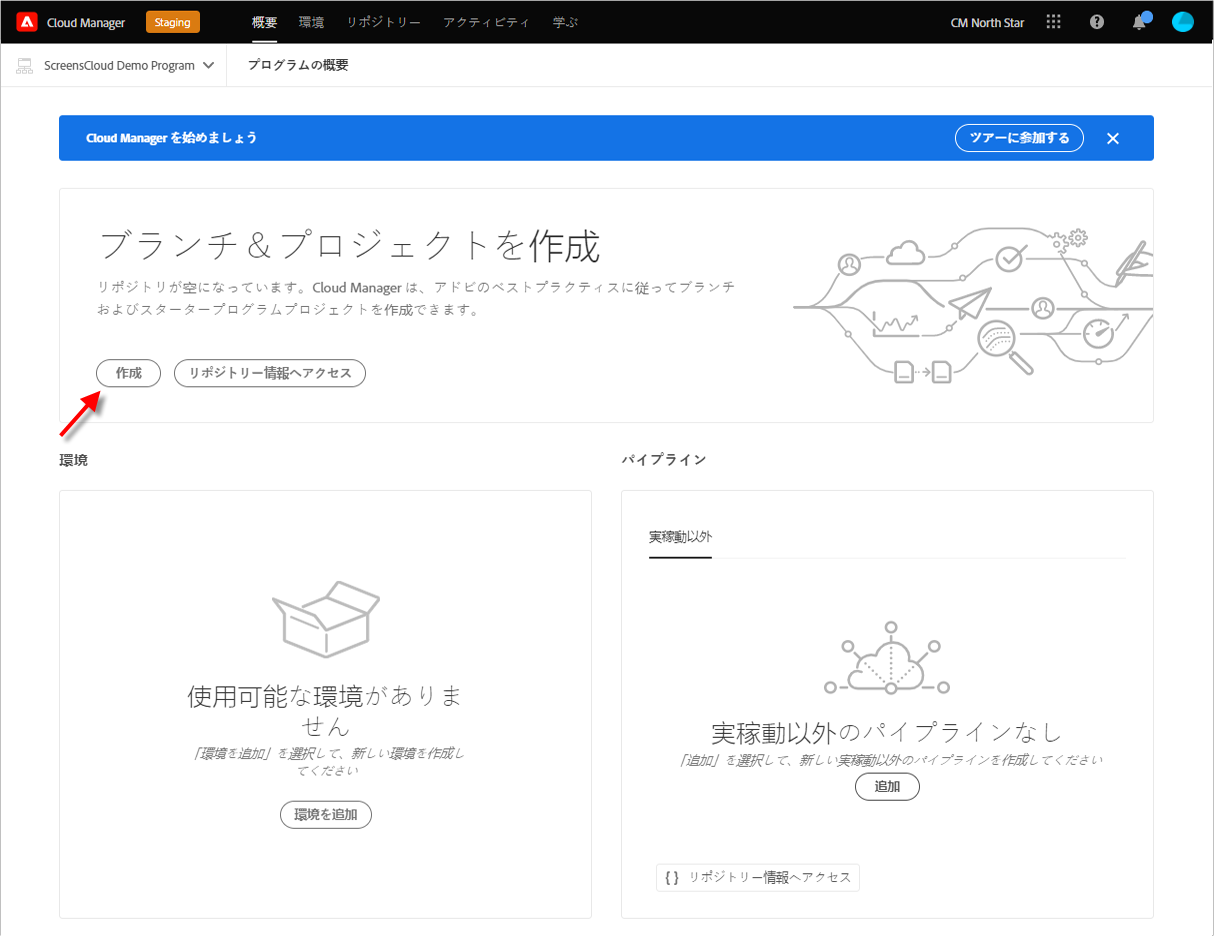 Cloud Manager Staging 概要 環境 リポジトリー アクティビティ 学ぶ CM North Star
ScreensCloud Demo Program プログラムの概要
Cloud Manager を始めましょう ツアーに参加する
ブランチ＆プロジェクトを作成
リポジトリが空になっています。Cloud Manager は、アドビのベストプラクティスに従ってブランチ
およびスタータープログラムプロジェクトを作成できます。
作成 リポジトリー情報へアクセス
環境
使用可能な環境がありま
せん
「環境を追加」を選択して、新しい環境を作成し
てください
環境を追加
パイプライン
実稼動以外
実稼動以外のパイプラインなし
「追加」を選択して、新しい実稼動以外のパイプラインを作成してください
追加
{ } リポジトリー情報へアクセス